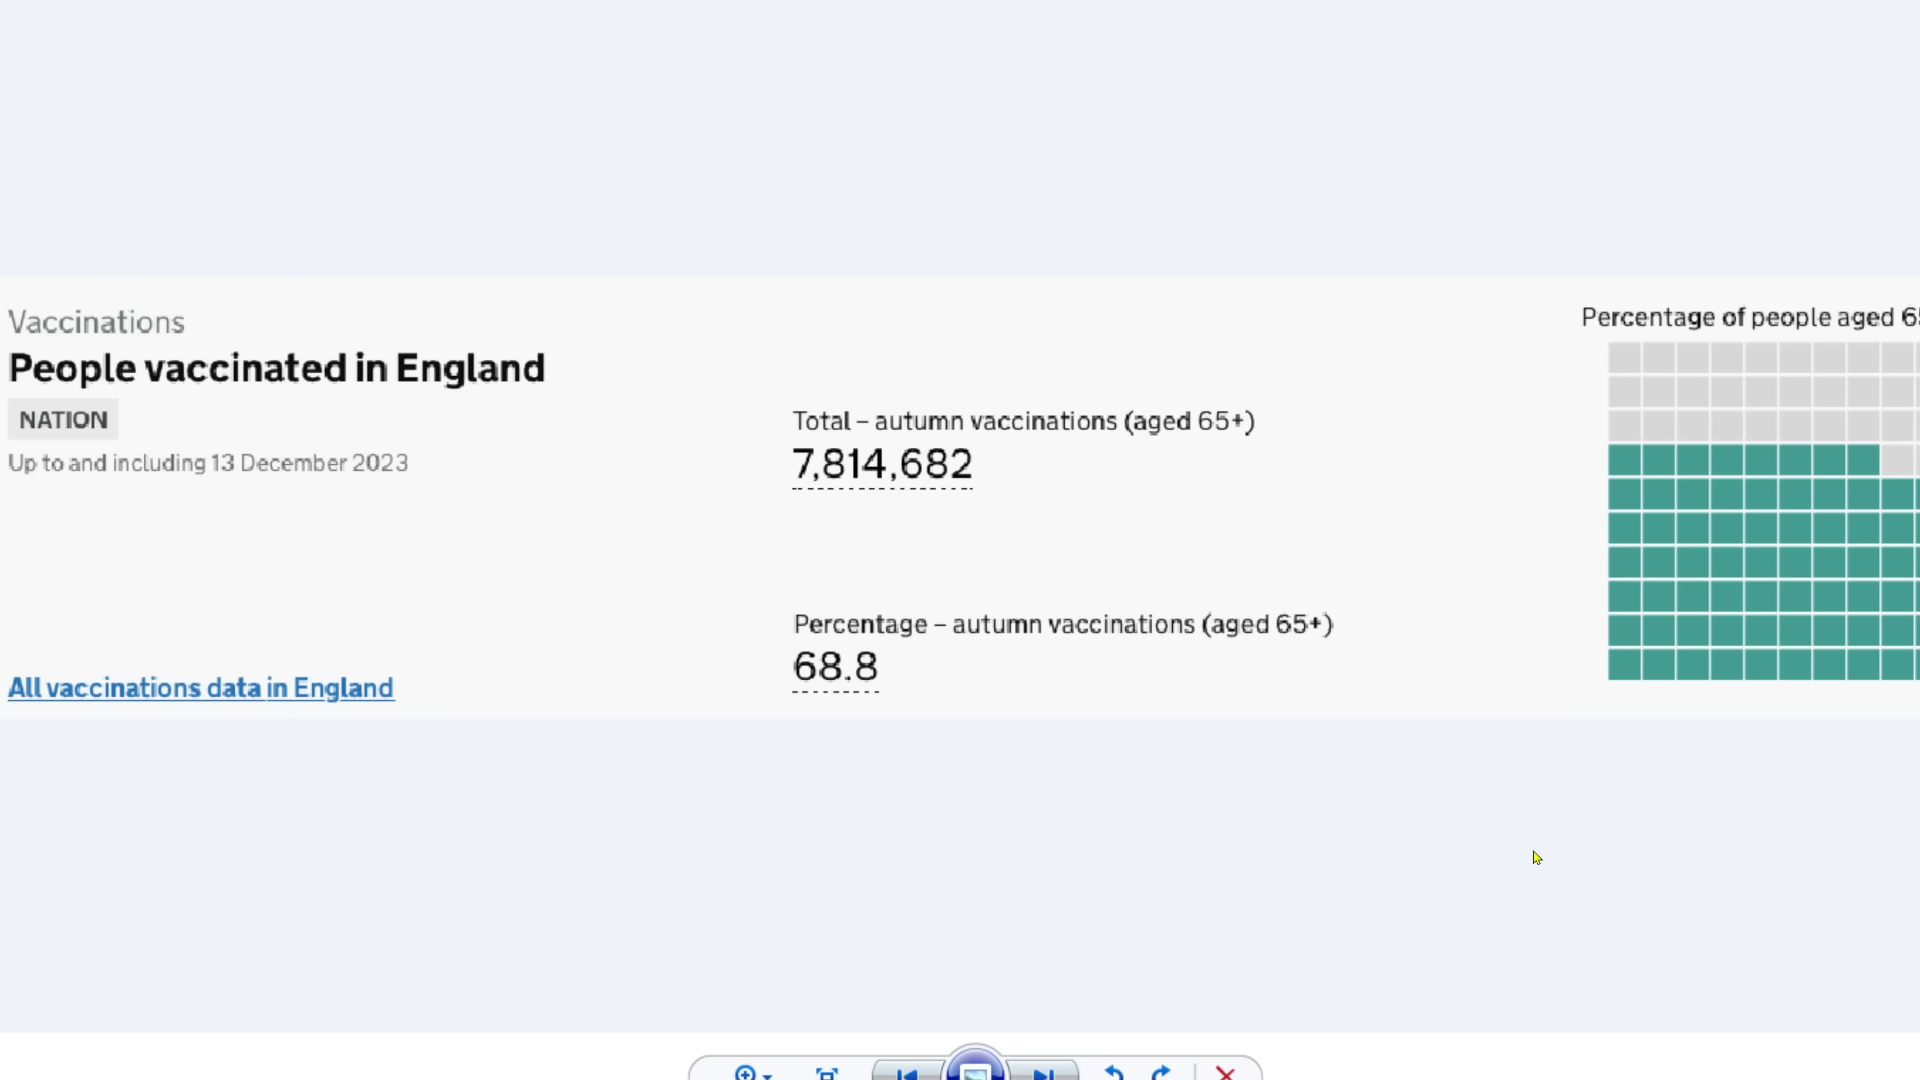 Vaccinations
People vaccinated in England
NATION
Up to and including 13 December 2023
All vaccinations data in England
Total – autumn vaccinations (aged 65+)
7,814,682
Percentage – autumn vaccinations (aged 65+)
68.8
Percentage of people aged 65